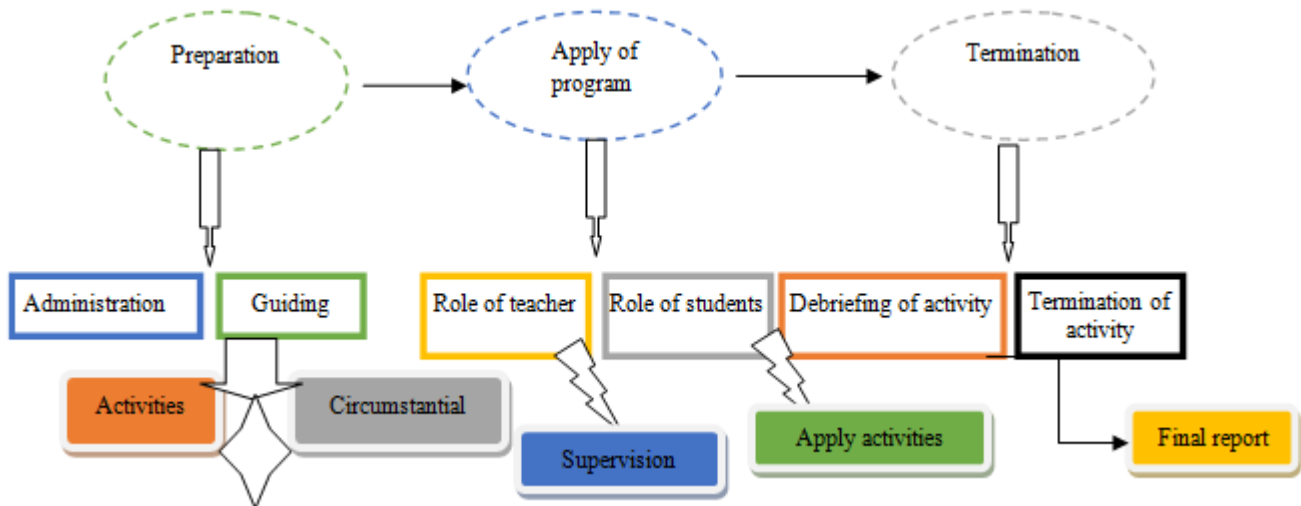 Preparation
Apply of
program
Termination
Administration
Guiding
Role of teacher
Role of students
Debriefing of activity
Termination of
activity
Activities
Circumstantial
Supervision
Apply activities
Final report